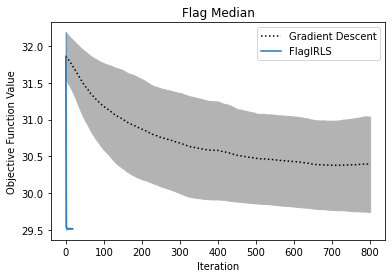 Flag Median
Gradient Descent
FlagIRLS
Objective Function Value
32.0
31.5
31.0
30.5
30.0
29.5
0 100 200 300 400 500 600 700 800
Iteration